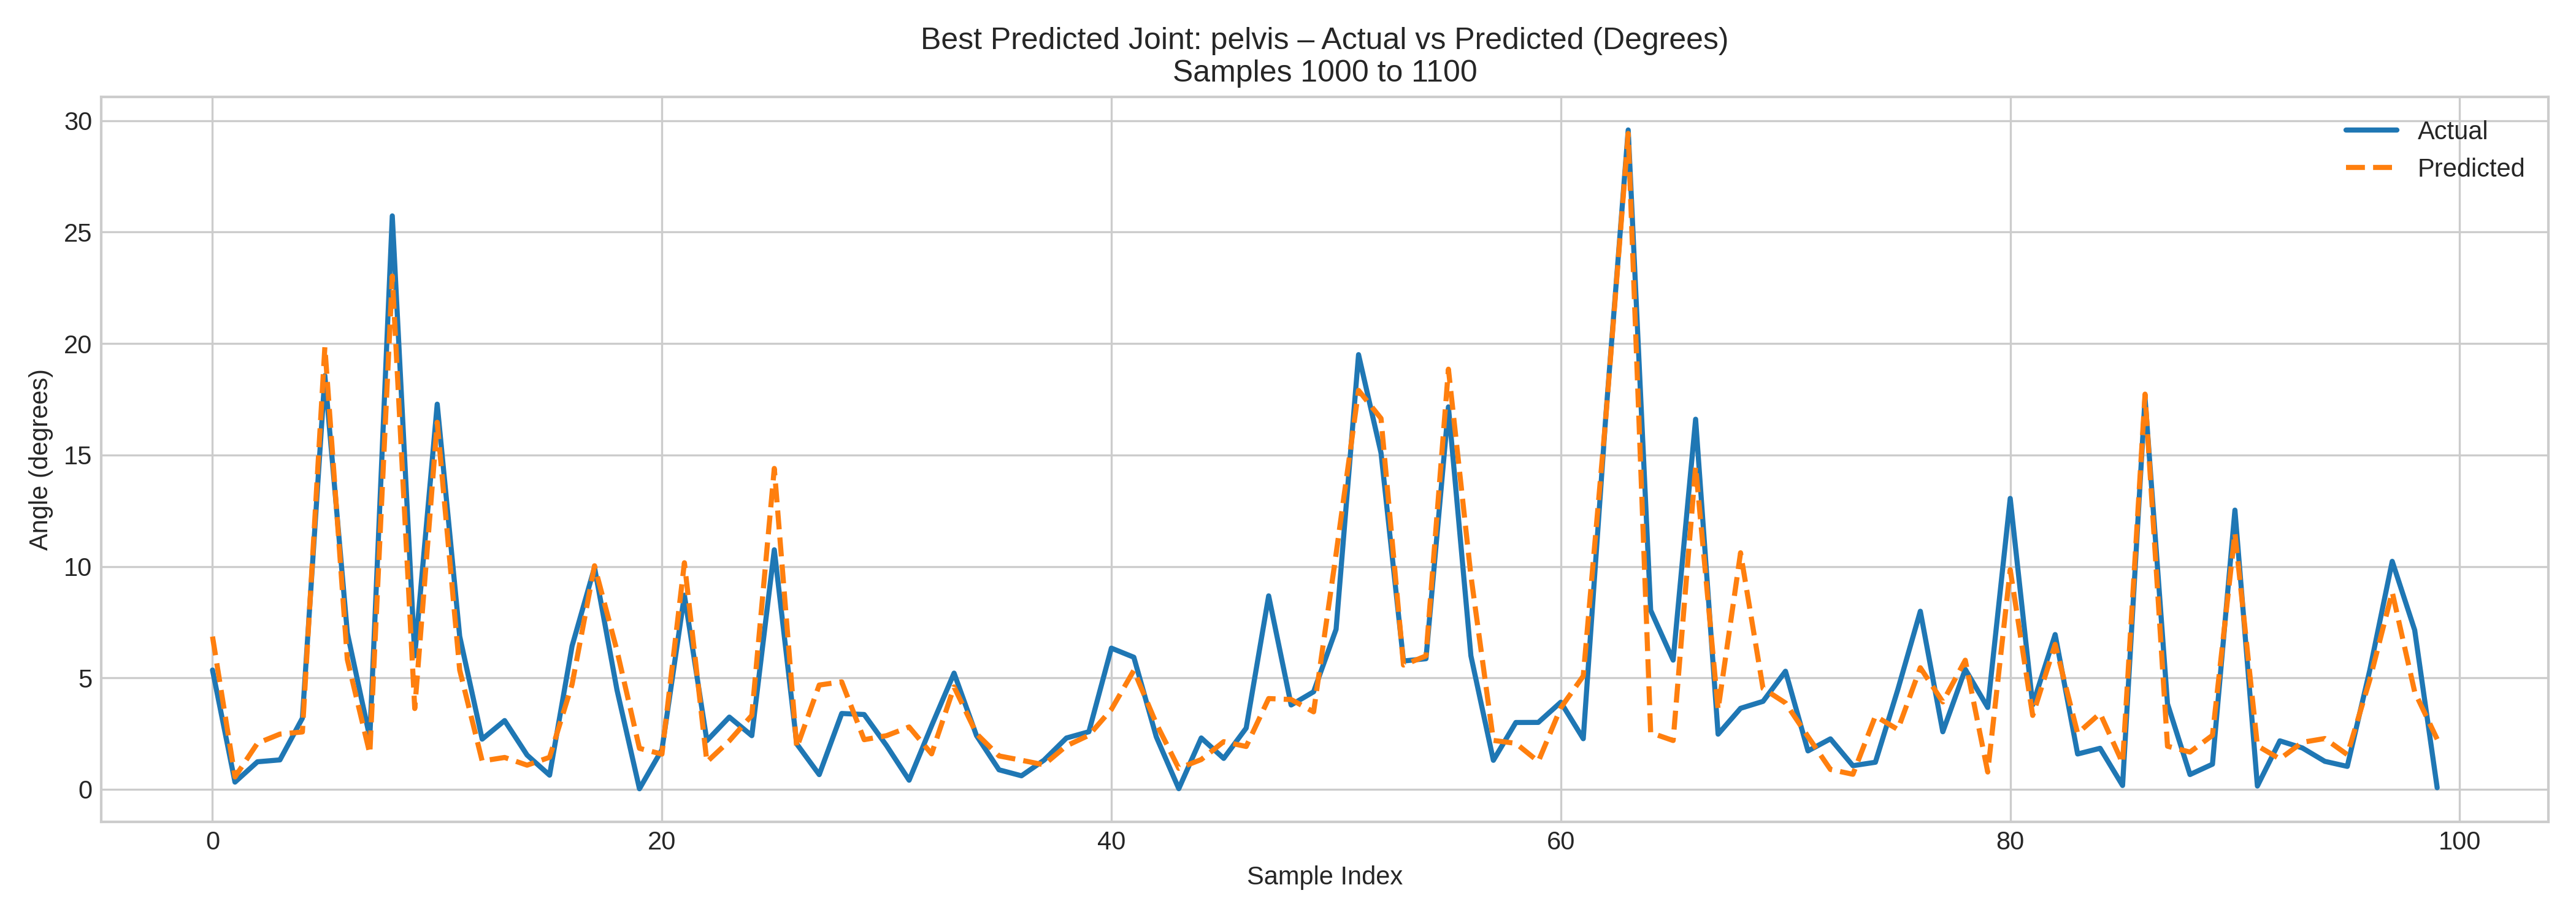 Best Predicted Joint: pelvis – Actual vs Predicted (Degrees)
Samples 1000 to 1100
Actual
Predicted
Angle (degrees)
30
25
20
15
10
5
0
0 20 40 60 80 100
Sample Index